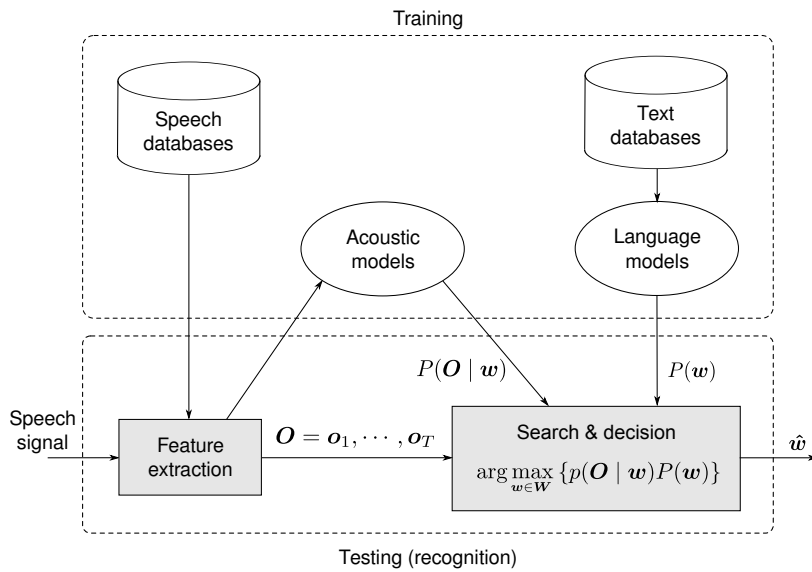 Training
Speech
databases
Text
databases
Acoustic
models
Language
models
P(O | w)
P(w)
Speech
signal
Feature
extraction
O = o₁, ⋯ , o_T
Search & decision
arg max {p(O | w)P(w)}
w∈W
ŵ
Testing (recognition)